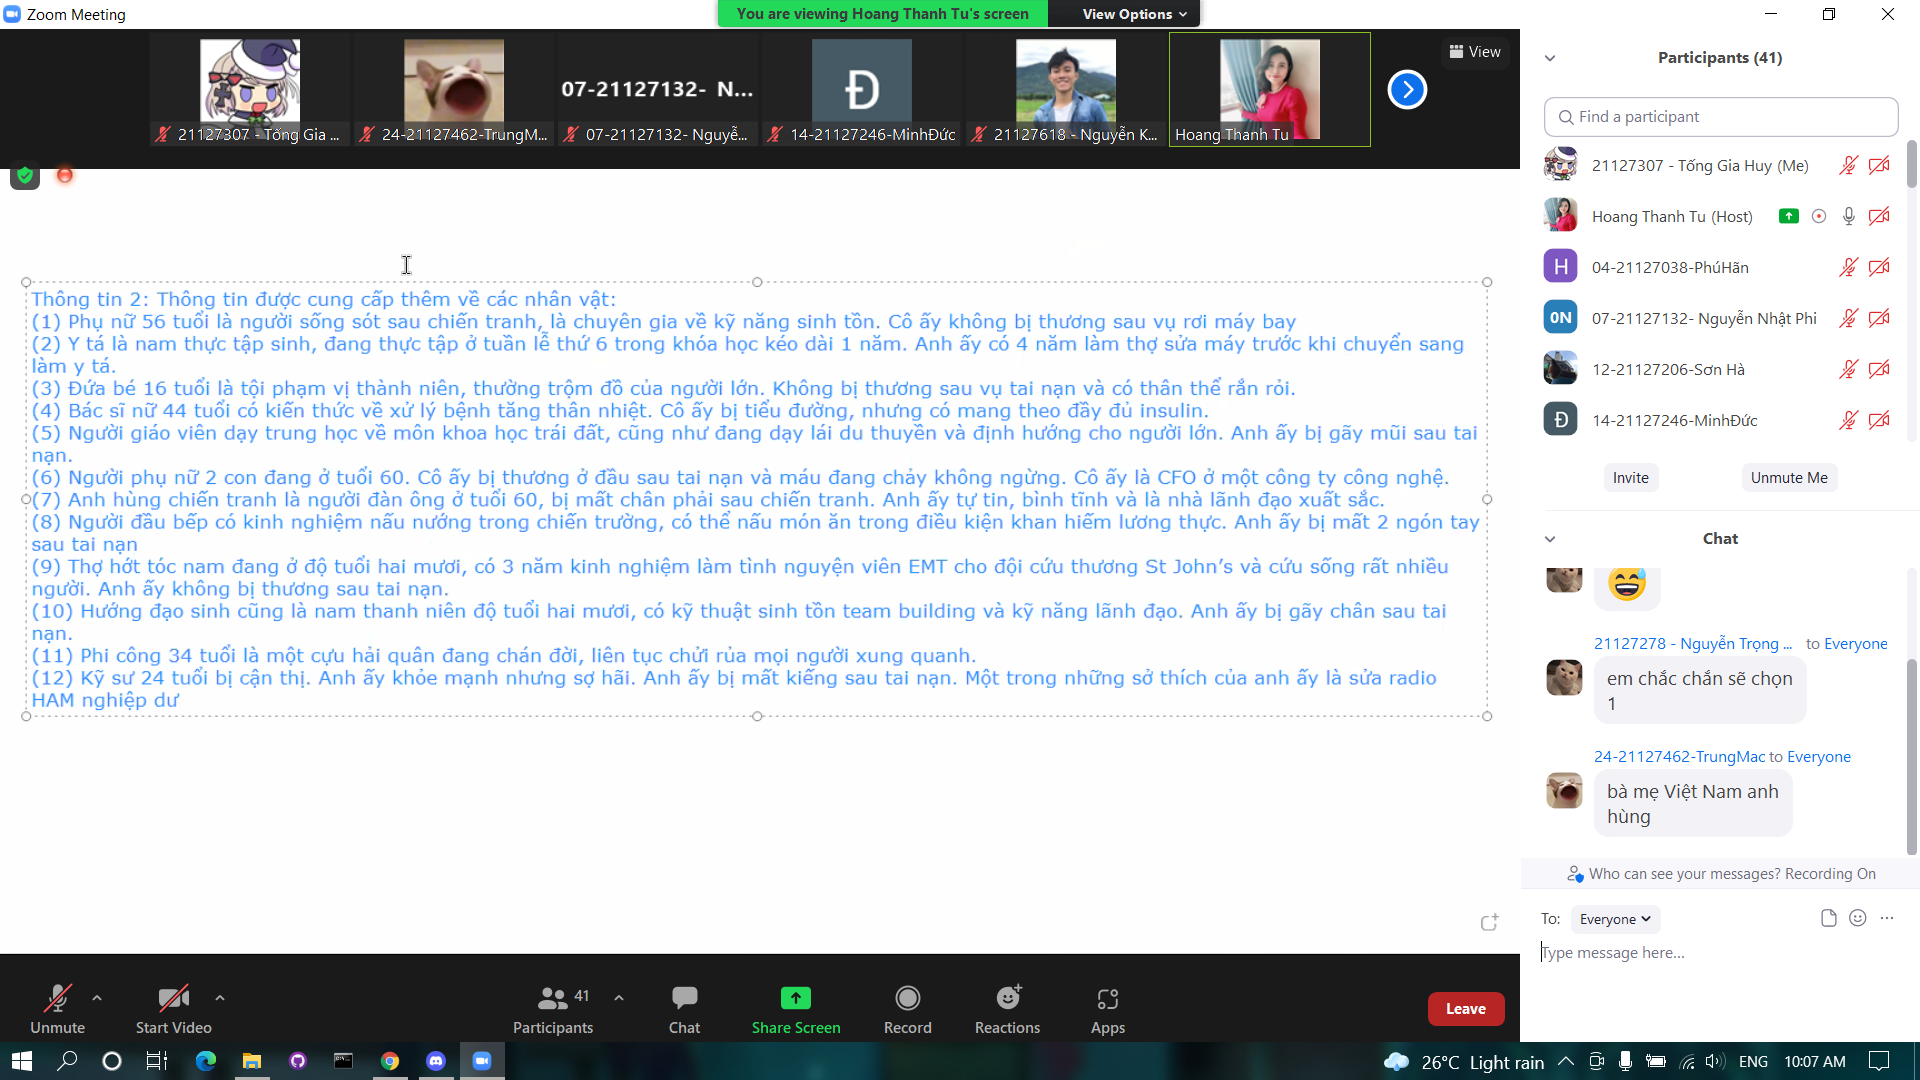 Zoom Meeting
You are viewing Hoang Thanh Tu's screen
View Options
View
07-21127132- N...
Đ
21127307 - Tống Gia ...
24-21127462-TrungM...
07-21127132- Nguyễ...
14-21127246-MinhĐức
21127618 - Nguyễn K...
Hoang Thanh Tu
Thông tin 2: Thông tin được cung cấp thêm về các nhân vật:
(1) Phụ nữ 56 tuổi là người sống sót sau chiến tranh, là chuyên gia về kỹ năng sinh tồn. Cô ấy không bị thương sau vụ rơi máy bay
(2) Y tá là nam thực tập sinh, đang thực tập ở tuần lễ thứ 6 trong khóa học kéo dài 1 năm. Anh ấy có 4 năm làm thợ sửa máy trước khi chuyển sang
làm y tá.
(3) Đứa bé 16 tuổi là tội phạm vị thành niên, thường trộm đồ của người lớn. Không bị thương sau vụ tai nạn và có thân thể rắn rỏi.
(4) Bác sĩ nữ 44 tuổi có kiến thức về xử lý bệnh tăng thân nhiệt. Cô ấy bị tiểu đường, nhưng có mang theo đầy đủ insulin.
(5) Người giáo viên dạy trung học về môn khoa học trái đất, cũng như đang dạy lái du thuyền và định hướng cho người lớn. Anh ấy bị gãy mũi sau tai
nạn.
(6) Người phụ nữ 2 con đang ở tuổi 60. Cô ấy bị thương ở đầu sau tai nạn và máu đang chảy không ngừng. Cô ấy là CFO ở một công ty công nghệ.
(7) Anh hùng chiến tranh là người đàn ông ở tuổi 60, bị mất chân phải sau chiến tranh. Anh ấy tự tin, bình tĩnh và là nhà lãnh đạo xuất sắc.
(8) Người đầu bếp có kinh nghiệm nấu nướng trong chiến trường, có thể nấu món ăn trong điều kiện khan hiếm lương thực. Anh ấy bị mất 2 ngón tay
sau tai nạn
(9) Thợ hớt tóc nam đang ở độ tuổi hai mươi, có 3 năm kinh nghiệm làm tình nguyện viên EMT cho đội cứu thương St John's và cứu sống rất nhiều
người. Anh ấy không bị thương sau tai nạn.
(10) Hướng đạo sinh cũng là nam thanh niên độ tuổi hai mươi, có kỹ thuật sinh tồn team building và kỹ năng lãnh đạo. Anh ấy bị gãy chân sau tai
nạn.
(11) Phi công 34 tuổi là một cựu hải quân đang chán đời, liên tục chửi rủa mọi người xung quanh.
(12) Kỹ sư 24 tuổi bị cận thị. Anh ấy khỏe mạnh nhưng sợ hãi. Anh ấy bị mất kiếng sau tai nạn. Một trong những sở thích của anh ấy là sửa radio
HAM nghiệp dư
Participants (41)
Find a participant
21127307 - Tống Gia Huy (Me)
Hoang Thanh Tu (Host)
H
04-21127038-PhúHãn
0N
07-21127132- Nguyễn Nhật Phi
12-21127206-Sơn Hà
Đ
14-21127246-MinhĐức
Invite
Unmute Me
Chat
21127278 - Nguyễn Trọng ... to Everyone
em chắc chắn sẽ chọn
1
24-21127462-TrungMac to Everyone
bà mẹ Việt Nam anh
hùng
Who can see your messages? Recording On
To: Everyone
Type message here...
Unmute
Start Video
41
Participants
Chat
Share Screen
Record
Reactions
Apps
Leave
26°C Light rain
ENG
10:07 AM